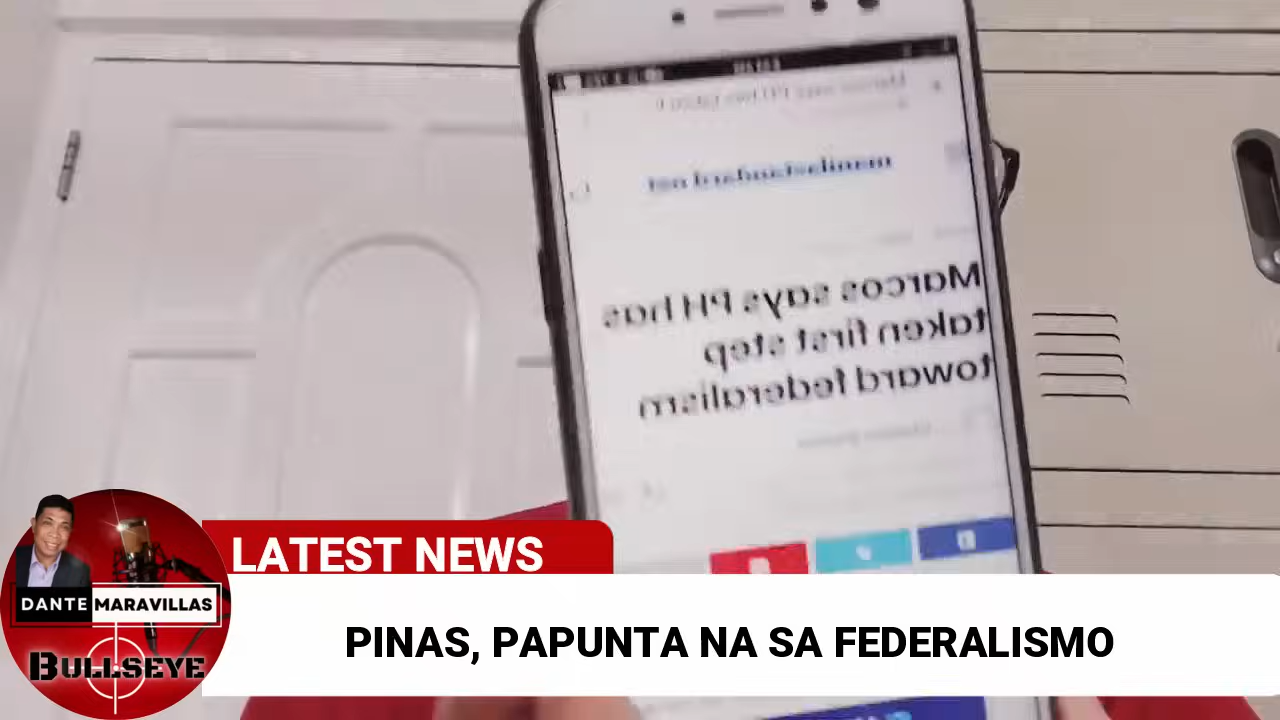 manilastandard.net
Marcos says PH has
taken first step
toward federalism
LATEST NEWS
PINAS, PAPUNTA NA SA FEDERALISMO
DANTE MARAVILLAS
BULLSEYE